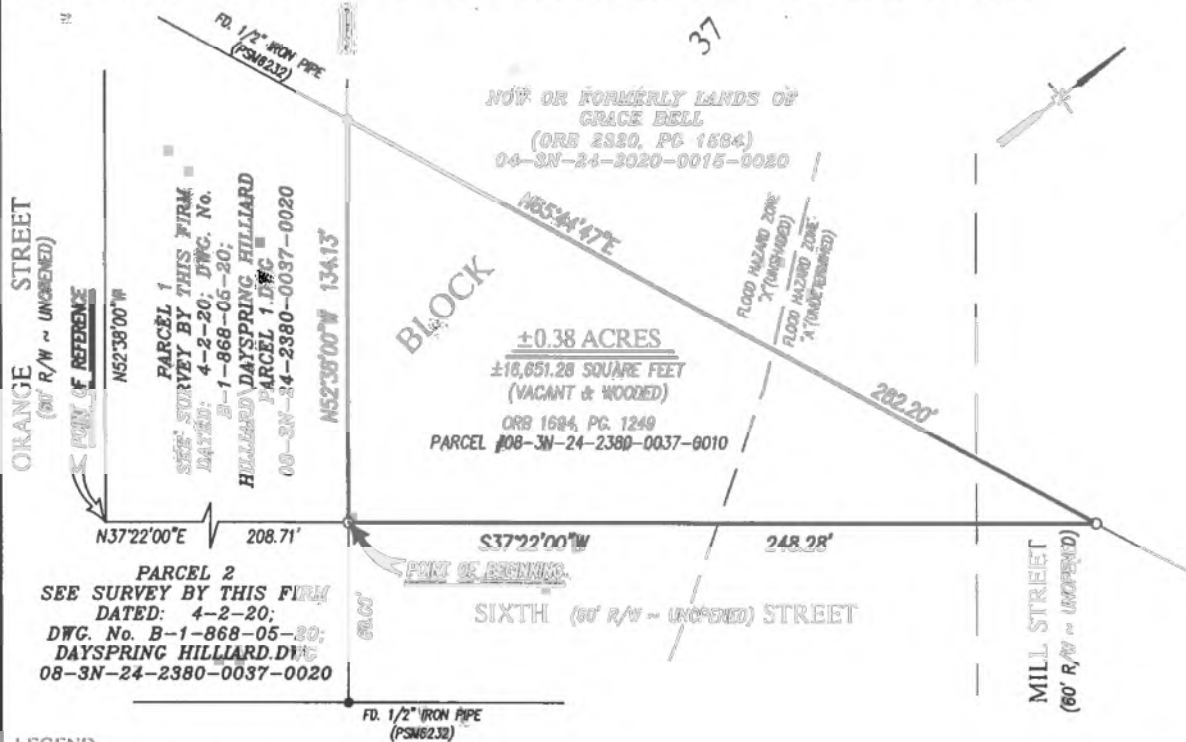 FD. 1/2" IRON PIPE
(PSM6232)
37
NOW OR FORMERLY LANDS OF
GRACE BELL
(ORB 2320, PG 1584)
04-3N-24-2020-0015-0020
ORANGE STREET
(60' R/W ~ UNOPENED)
POINT OF REFERENCE
N52°38'00"W
PARCEL 1
SEE SURVEY BY THIS FIRM
DATED: 4-2-20; DWG. No.
B-1-868-05-20;
HILLIARD\DAYSPRING HILLIARD
PARCEL 1.DWG
08-3N-24-2380-0037-0020
N52°38'00"W 134.13'
BLOCK
N65°44'47"E
282.20'
FLOOD HAZARD ZONE
"X"(UNSHADED)
FLOOD HAZARD ZONE
"A"(UNDETERMINED)
±0.38 ACRES
±16,651.28 SQUARE FEET
(VACANT & WOODED)
ORB 1694, PG. 1249
PARCEL #08-3N-24-2380-0037-0010
N37°22'00"E 208.71'
S37°22'00"W 248.28'
POINT OF BEGINNING.
PARCEL 2
SEE SURVEY BY THIS FIRM
DATED: 4-2-20;
DWG. No. B-1-868-05-20;
DAYSPRING HILLIARD.DWG
08-3N-24-2380-0037-0020
60.00'
SIXTH (60' R/W ~ UNOPENED) STREET
MILL STREET
(60' R/W ~ UNOPENED)
FD. 1/2" IRON PIPE
(PSM6232)
LEGEND